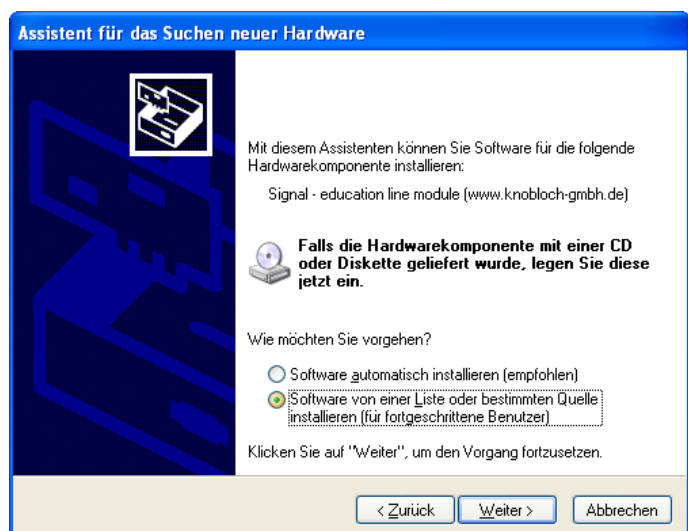 Assistent für das Suchen neuer Hardware
Mit diesem Assistenten können Sie Software für die folgende
Hardwarekomponente installieren:
Signal - education line module (www.knobloch-gmbh.de)
Falls die Hardwarekomponente mit einer CD
oder Diskette geliefert wurde, legen Sie diese
jetzt ein.
Wie möchten Sie vorgehen?
Software automatisch installieren (empfohlen)
Software von einer Liste oder bestimmten Quelle
installieren (für fortgeschrittene Benutzer)
Klicken Sie auf "Weiter", um den Vorgang fortzusetzen.
< Zurück Weiter > Abbrechen